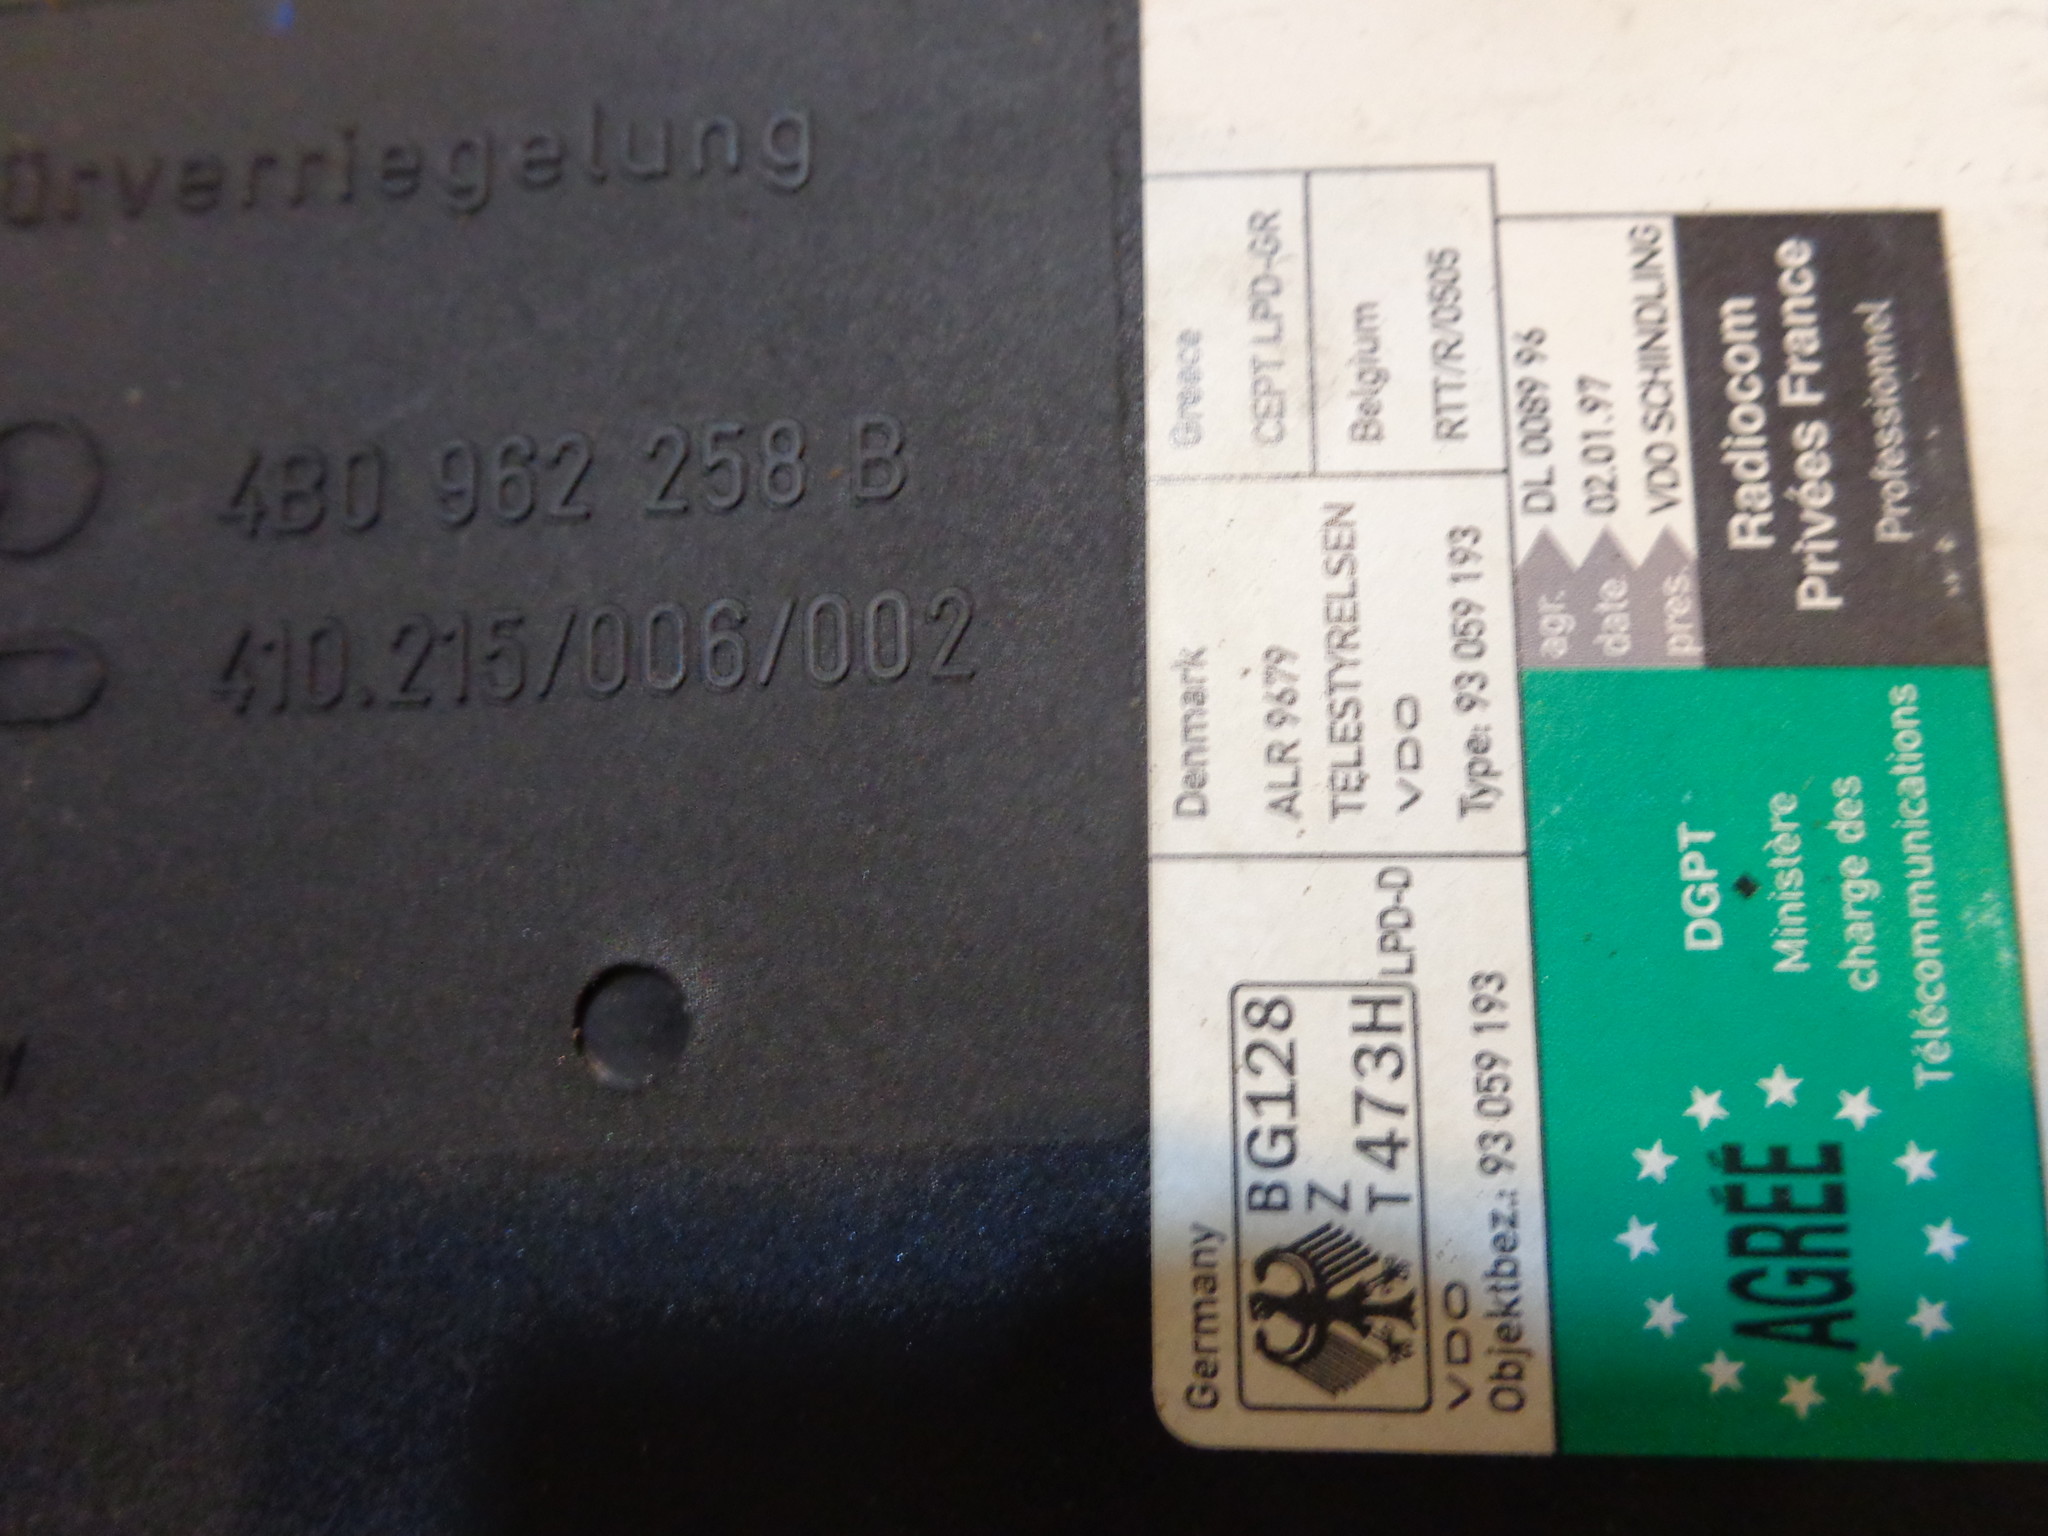 ürverriegelung
4B0 962 258 B
410.215/006/002
Germany
BG128
Z
T473H
LPD-D
VDO
Objektbez.: 93 059 193
Denmark
ALR 9679
TELESTYRELSEN
VDO
Type: 93 059 193
Greece
CEPT LPD-GR
Belgium
RTT/R/0505
agr. DL 0089 96
date 02.01.97
pres. VDO SCHINDLING
Radiocom
Privées France
Professionnel
AGRÉÉ
DGPT
Ministère
charge des
Télécommunications